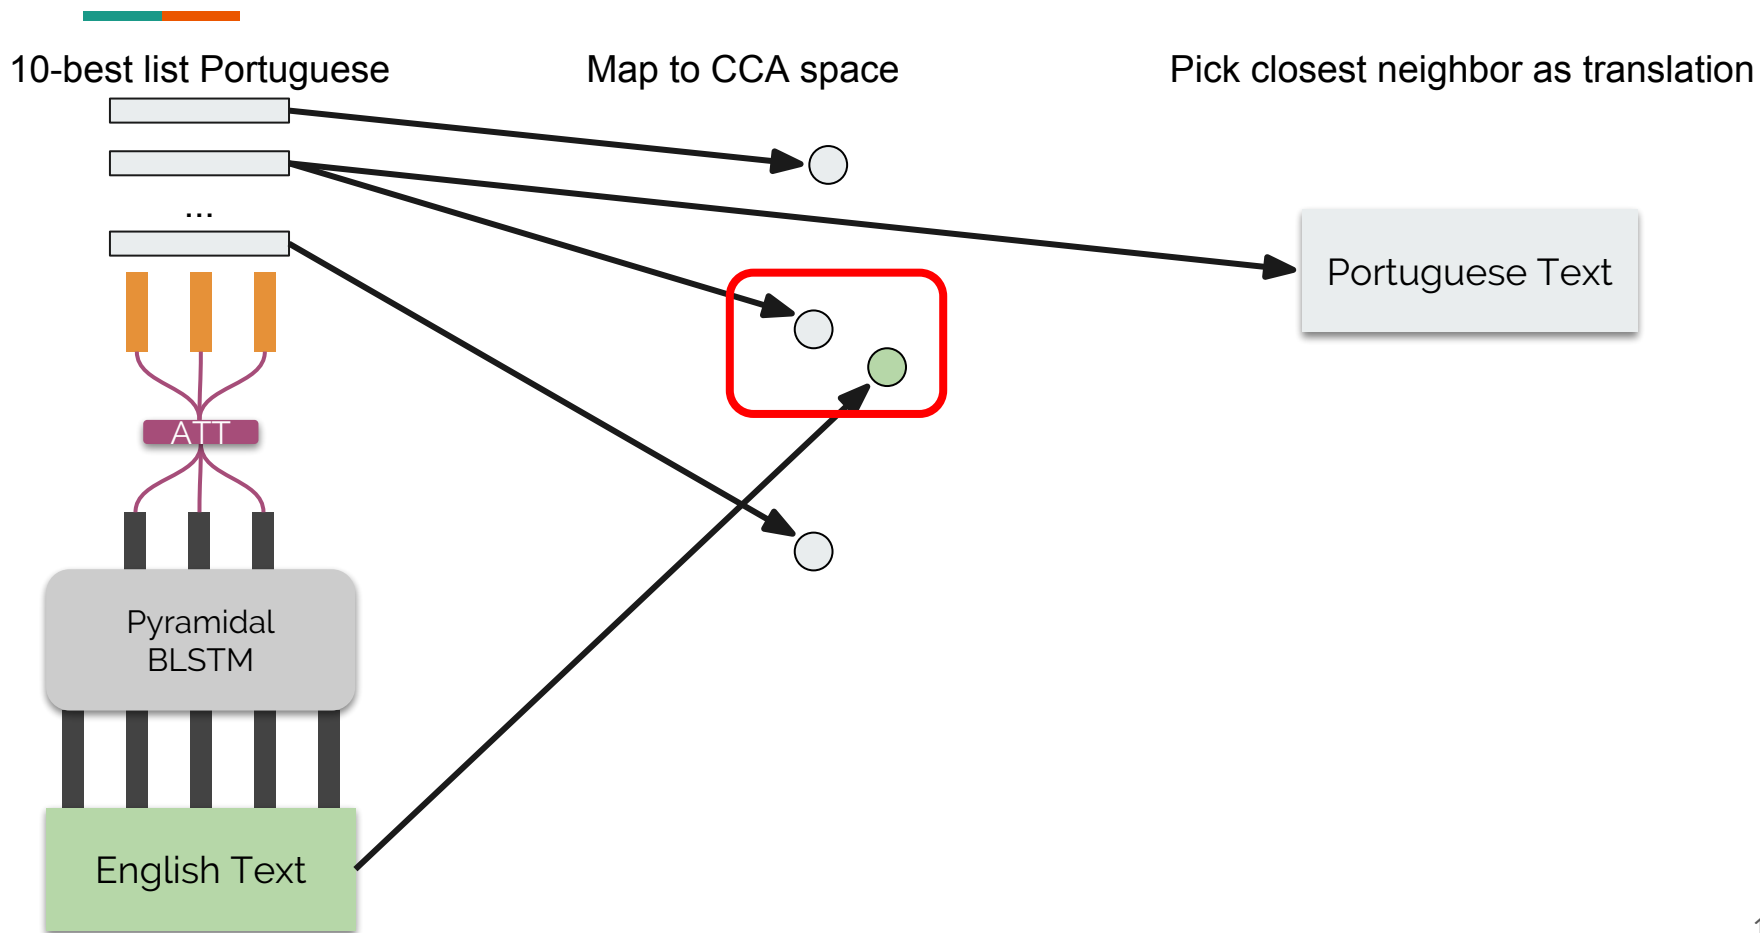 10-best list Portuguese
Map to CCA space
Pick closest neighbor as translation
...
Portuguese Text
ATT
Pyramidal
BLSTM
English Text